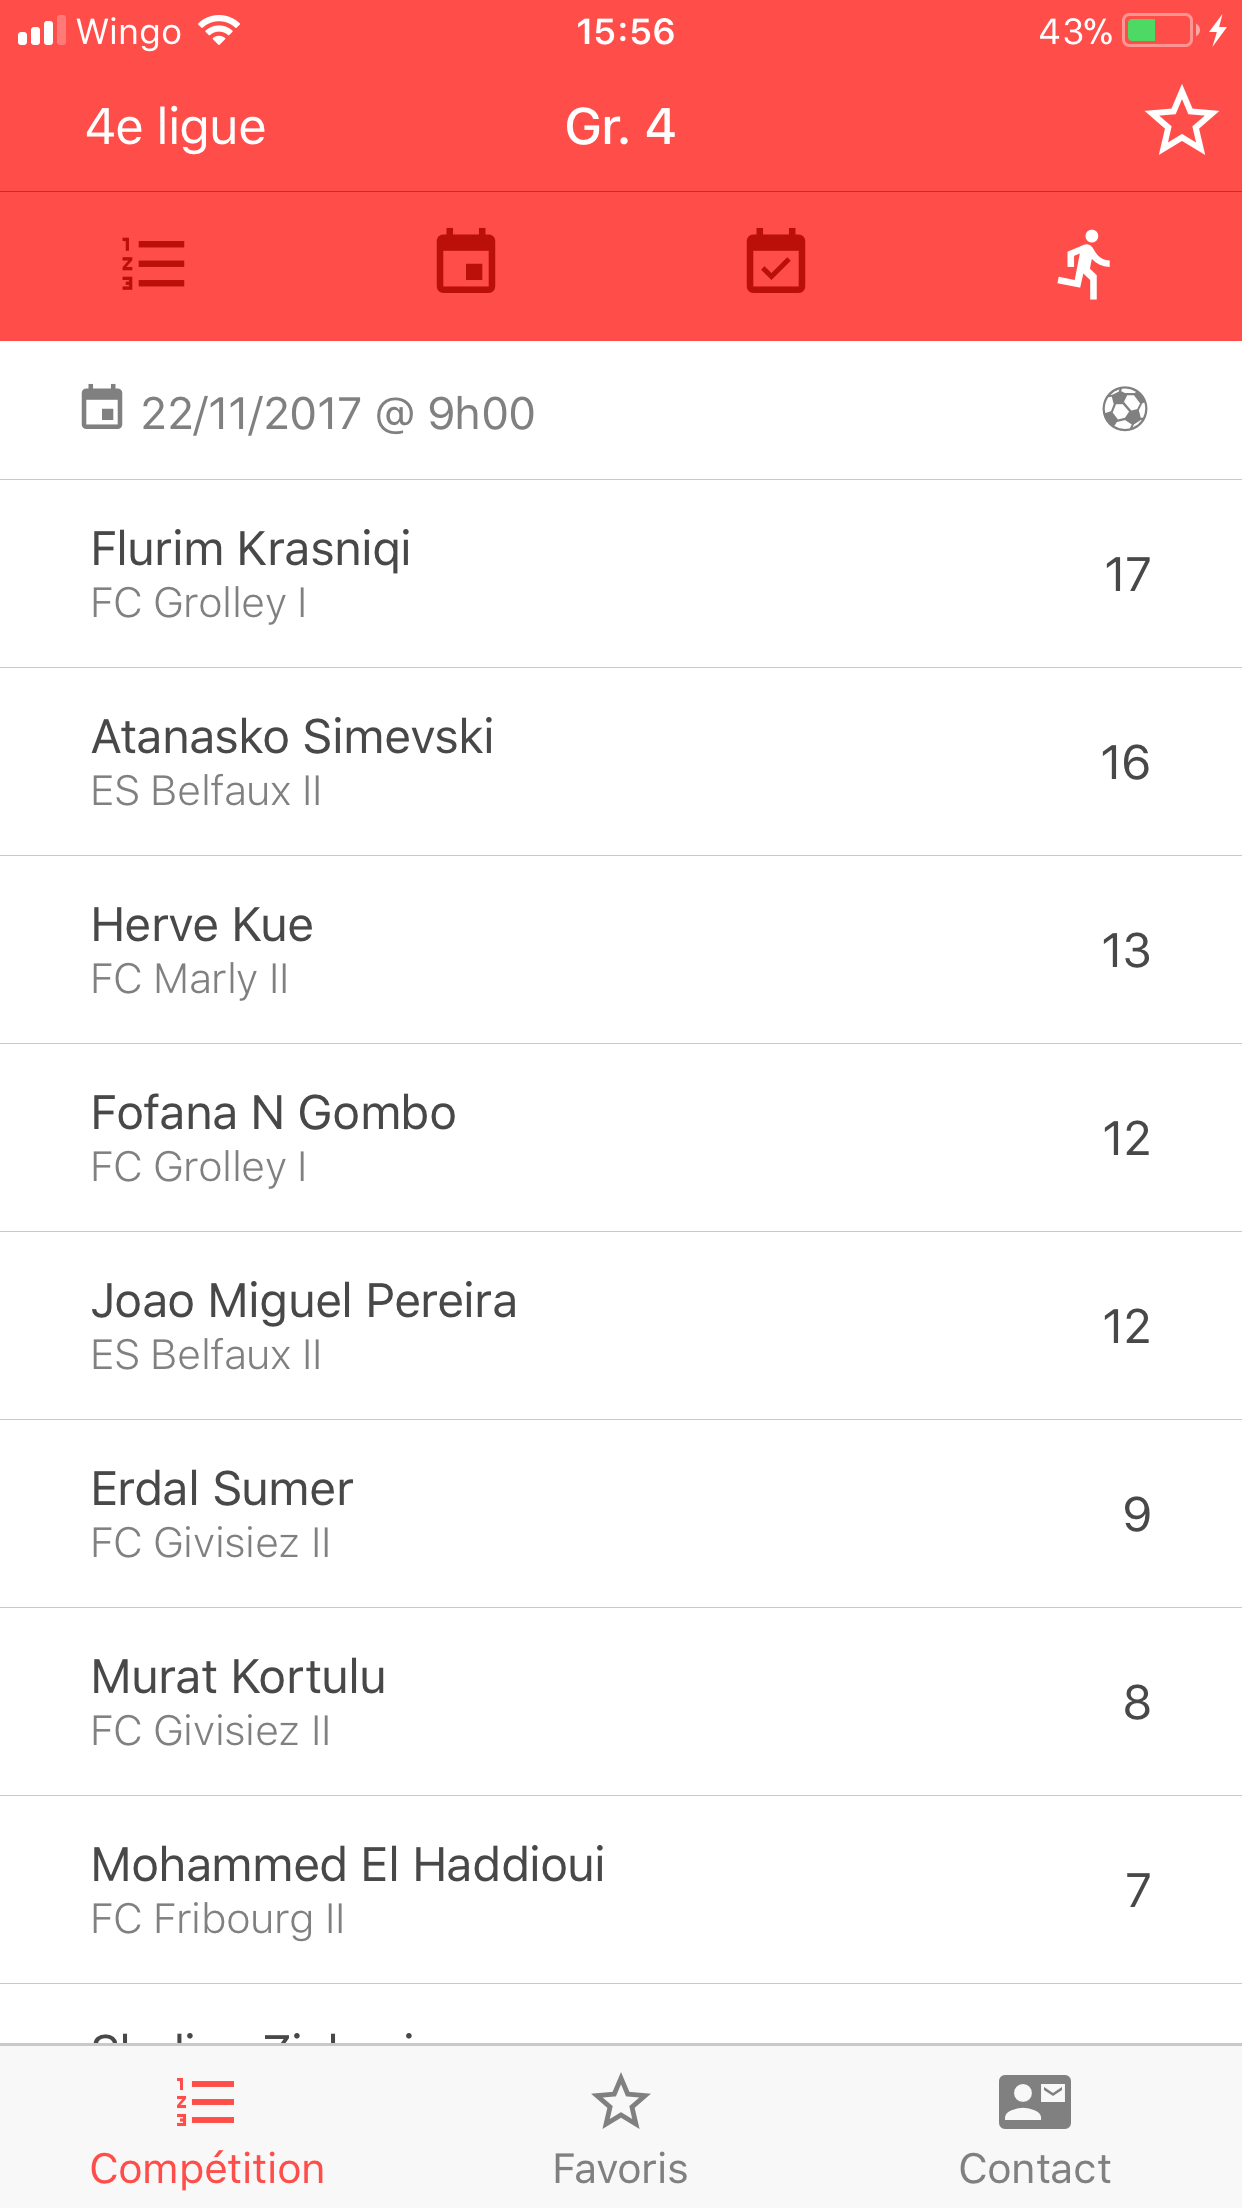 Wingo 15:56 43%
4e ligue Gr. 4
22/11/2017 @ 9h00
Flurim Krasniqi
FC Grolley I
17
Atanasko Simevski
ES Belfaux II
16
Herve Kue
FC Marly II
13
Fofana N Gombo
FC Grolley I
12
Joao Miguel Pereira
ES Belfaux II
12
Erdal Sumer
FC Givisiez II
9
Murat Kortulu
FC Givisiez II
8
Mohammed El Haddioui
FC Fribourg II
7
Compétition Favoris Contact